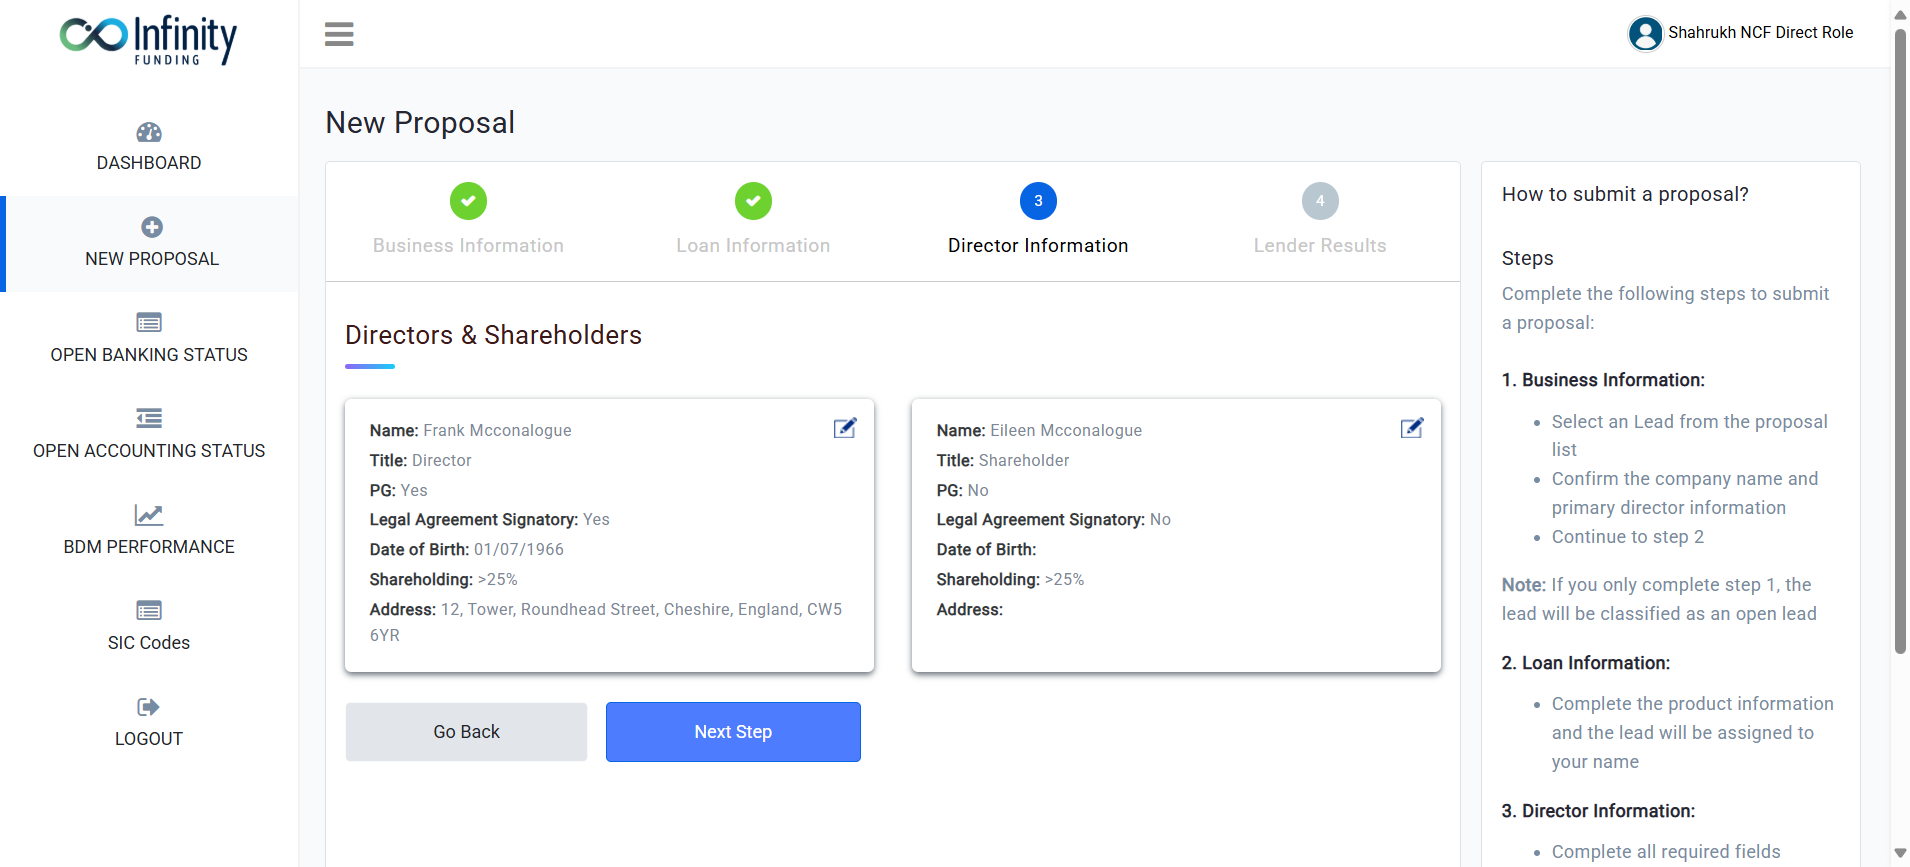 Infinity
FUNDING
Shahrukh NCF Direct Role
DASHBOARD
NEW PROPOSAL
OPEN BANKING STATUS
OPEN ACCOUNTING STATUS
BDM PERFORMANCE
SIC Codes
LOGOUT
New Proposal
3
4
Business Information
Loan Information
Director Information
Lender Results
Directors & Shareholders
Name: Frank Mcconalogue
Title: Director
PG: Yes
Legal Agreement Signatory: Yes
Date of Birth: 01/07/1966
Shareholding: >25%
Address: 12, Tower, Roundhead Street, Cheshire, England, CW5
6YR
Name: Eileen Mcconalogue
Title: Shareholder
PG: No
Legal Agreement Signatory: No
Date of Birth:
Shareholding: >25%
Address:
Go Back
Next Step
How to submit a proposal?
Steps
Complete the following steps to submit
a proposal:
1. Business Information:
• Select an Lead from the proposal
list
• Confirm the company name and
primary director information
• Continue to step 2
Note: If you only complete step 1, the
lead will be classified as an open lead
2. Loan Information:
• Complete the product information
and the lead will be assigned to
your name
3. Director Information:
• Complete all required fields